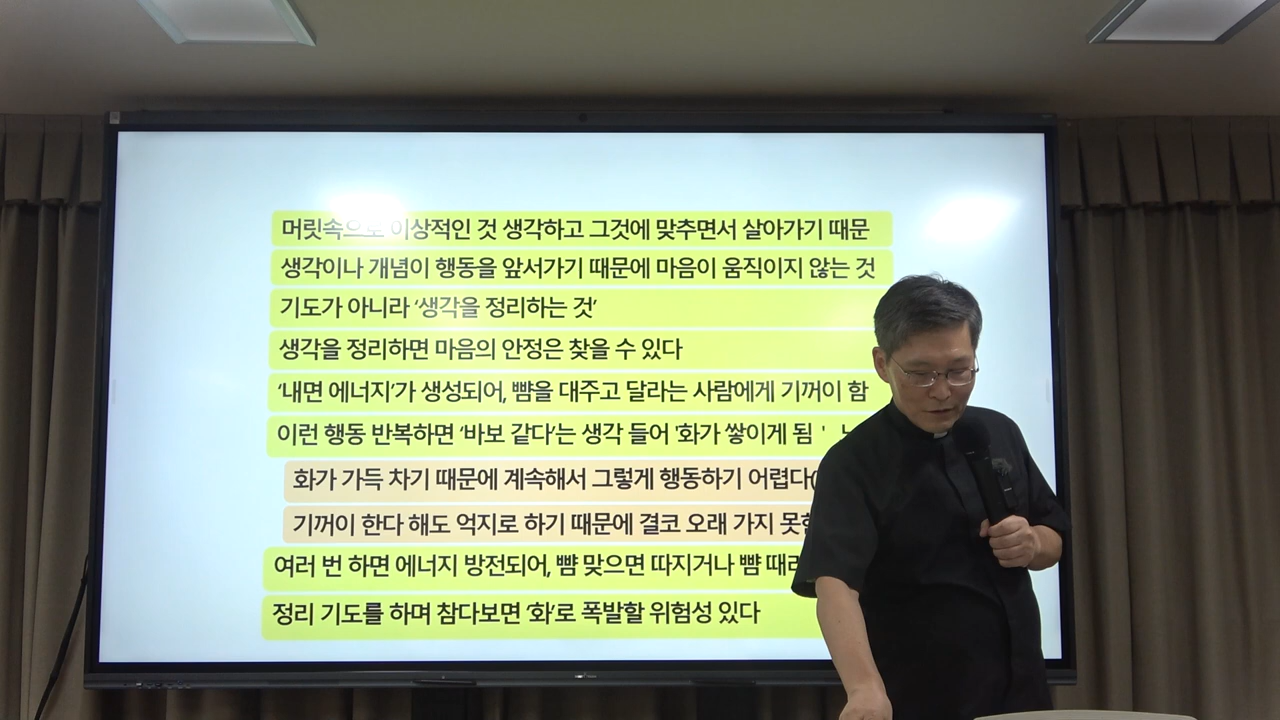 머릿속으로 이상적인 것 생각하고 그것에 맞추면서 살아가기 때문
생각이나 개념이 행동을 앞서가기 때문에 마음이 움직이지 않는 것
기도가 아니라 ‘생각을 정리하는 것’
생각을 정리하면 마음의 안정은 찾을 수 있다
‘내면 에너지’가 생성되어, 뺨을 대주고 달라는 사람에게 기꺼이 함
이런 행동 반복하면 ‘바보 같다’는 생각 들어 '화가 쌓이게 됨 '
화가 가득 차기 때문에 계속해서 그렇게 행동하기 어렵다
기꺼이 한다 해도 억지로 하기 때문에 결코 오래 가지
여러 번 하면 에너지 방전되어, 뺨 맞으면 따지거나 뺨
정리 기도를 하며 참다보면 ‘화’로 폭발할 위험성 있다